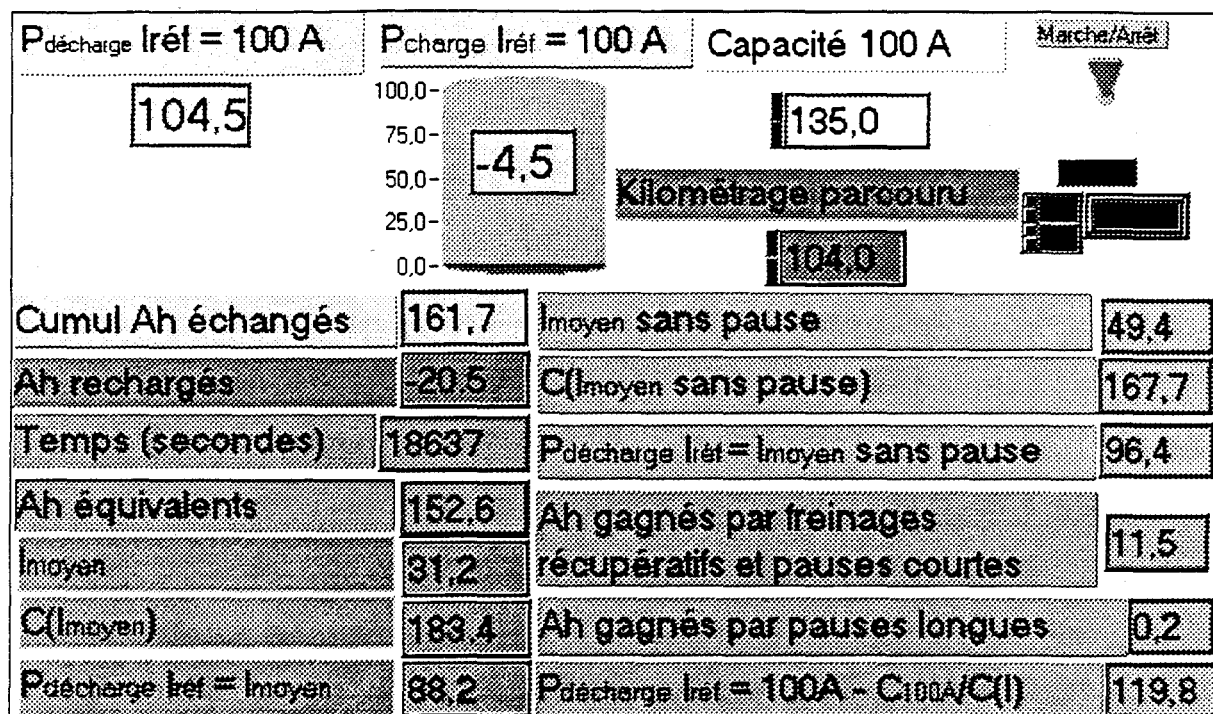 Pdécharge Iréf = 100 A
104,5
Pcharge Iréf = 100 A
100,0
75,0
50,0
25,0
0,0
-4,5
Capacité 100 A
135,0
Marche/Arrêt
Kilométrage parcouru
104,0
Cumul Ah échangés 161,7
Ah rechargés -20,5
Temps (secondes) 18637
Ah équivalents 152,6
Imoyen 31,2
C(Imoyen) 183,4
Pdécharge Iréf = Imoyen 88,2
Imoyen sans pause 49,4
C(Imoyen sans pause) 167,7
Pdécharge Iréf = Imoyen sans pause 96,4
Ah gagnés par freinages
récupératifs et pauses courtes 11,5
Ah gagnés par pauses longues 0,2
Pdécharge Iréf = 100A - C100A/C(I) 119,8